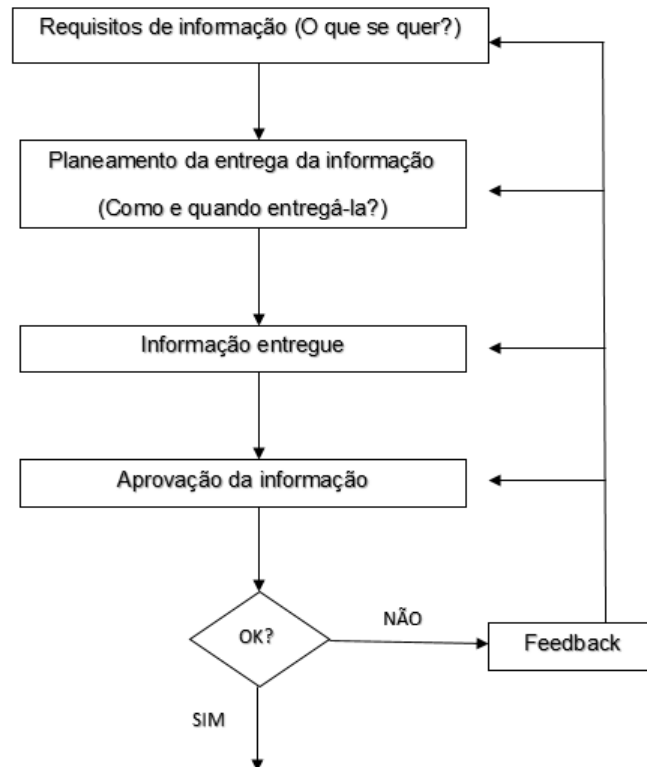 Requisitos de informação (O que se quer?)
Planeamento da entrega da informação
(Como e quando entregá-la?)
Informação entregue
Aprovação da informação
OK?
NÃO
Feedback
SIM